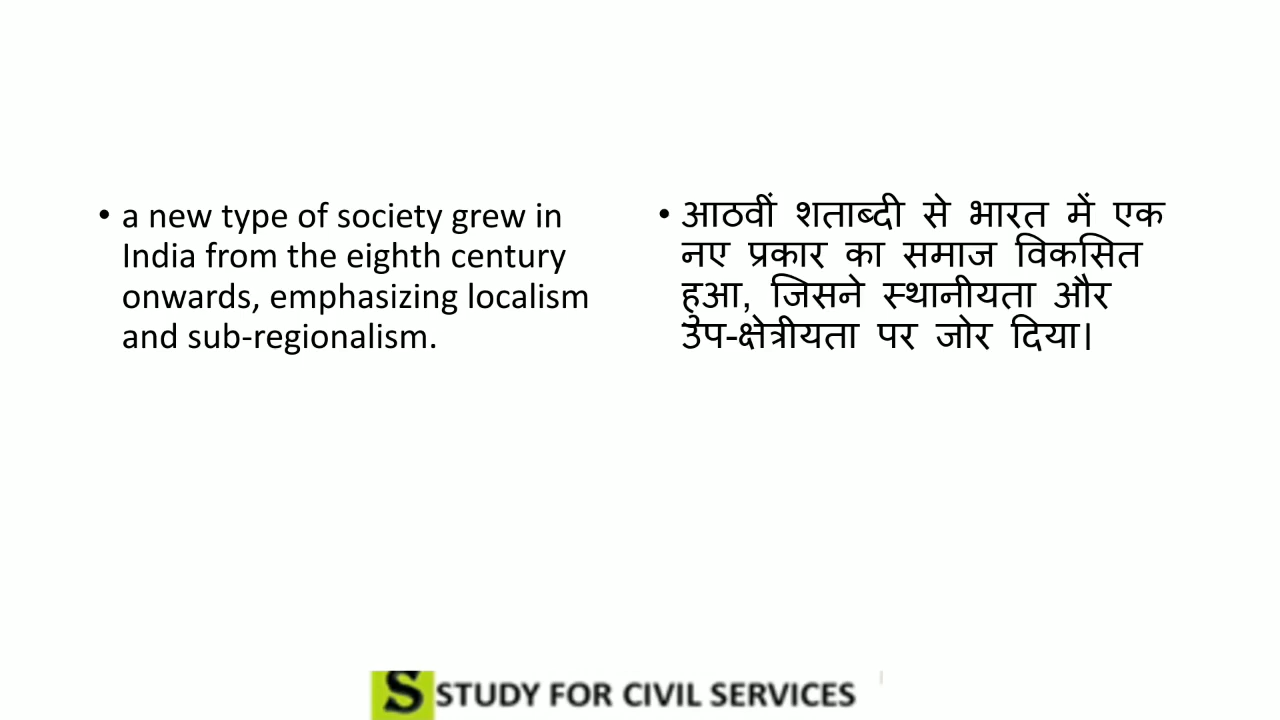 • a new type of society grew in
India from the eighth century
onwards, emphasizing localism
and sub-regionalism.
• आठवीं शताब्दी से भारत में एक
नए प्रकार का समाज विकसित
हुआ, जिसने स्थानीयता और
उप-क्षेत्रीयता पर जोर दिया।
S STUDY FOR CIVIL SERVICES